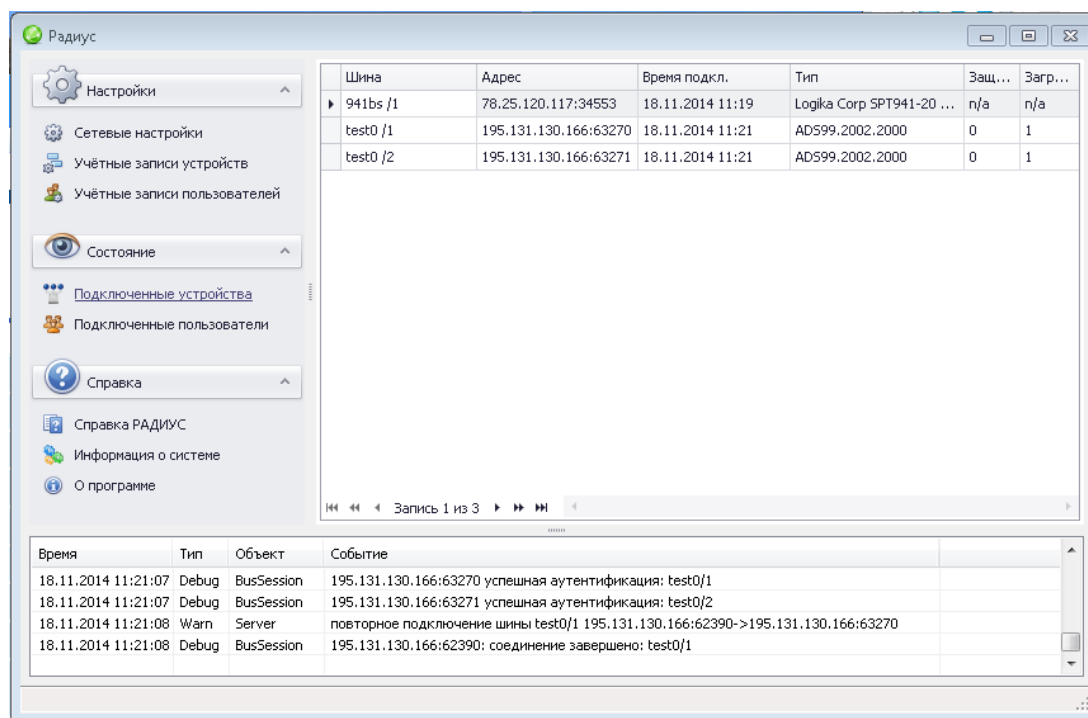 Радиус
Настройки
Сетевые настройки
Учётные записи устройств
Учётные записи пользователей
Состояние
Подключенные устройства
Подключенные пользователи
Справка
Справка РАДИУС
Информация о системе
О программе
Шина Адрес Время подкл. Тип Защ... Загр...
941bs /1 78.25.120.117:34553 18.11.2014 11:19 Logika Corp SPT941-20 ... n/a n/a
test0 /1 195.131.130.166:63270 18.11.2014 11:21 ADS99.2002.2000 0 1
test0 /2 195.131.130.166:63271 18.11.2014 11:21 ADS99.2002.2000 0 1
Запись 1 из 3
Время Тип Объект Событие
18.11.2014 11:21:07 Debug BusSession 195.131.130.166:63270 успешная аутентификация: test0/1
18.11.2014 11:21:07 Debug BusSession 195.131.130.166:63271 успешная аутентификация: test0/2
18.11.2014 11:21:08 Warn Server повторное подключение шины test0/1 195.131.130.166:62390->195.131.130.166:63270
18.11.2014 11:21:08 Debug BusSession 195.131.130.166:62390: соединение завершено: test0/1